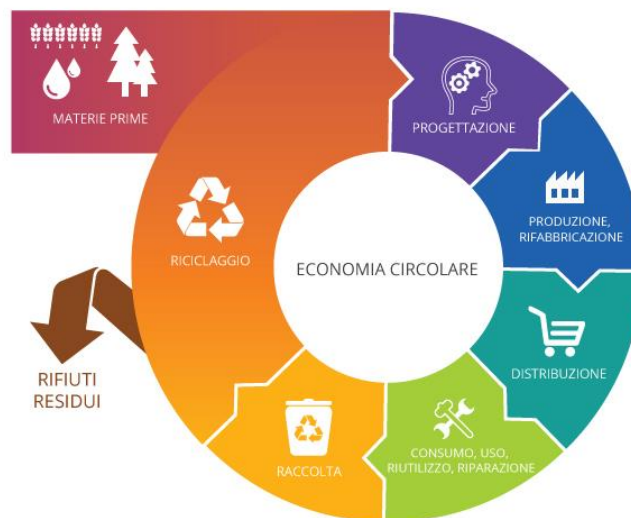 MATERIE PRIME
PROGETTAZIONE
PRODUZIONE,
RIFABBRICAZIONE
RICICLAGGIO
ECONOMIA CIRCOLARE
DISTRIBUZIONE
RIFIUTI
RESIDUI
CONSUMO, USO,
RIUTILIZZO, RIPARAZIONE
RACCOLTA